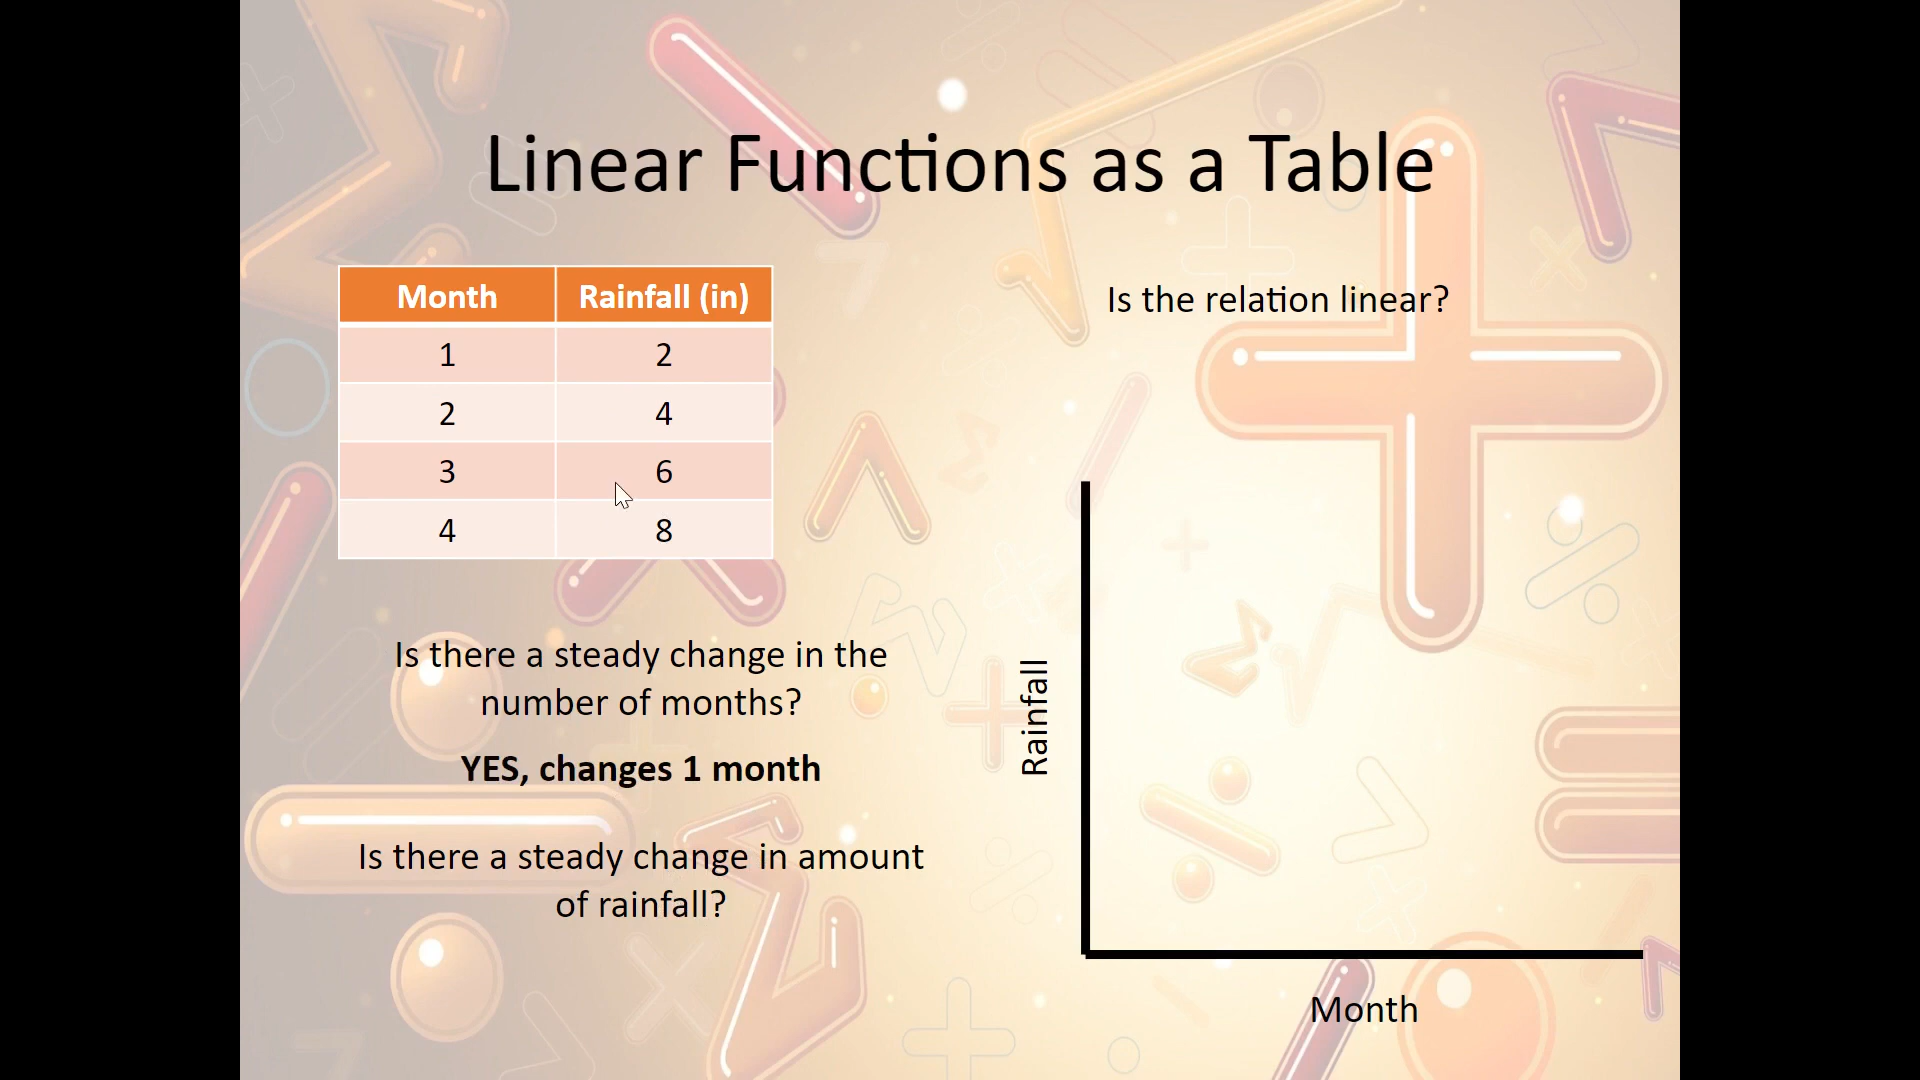 Linear Functions as a Table
Month Rainfall (in)
1 2
2 4
3 6
4 8
Is there a steady change in the
number of months?
YES, changes 1 month
Is there a steady change in amount
of rainfall?
Is the relation linear?
Rainfall
Month